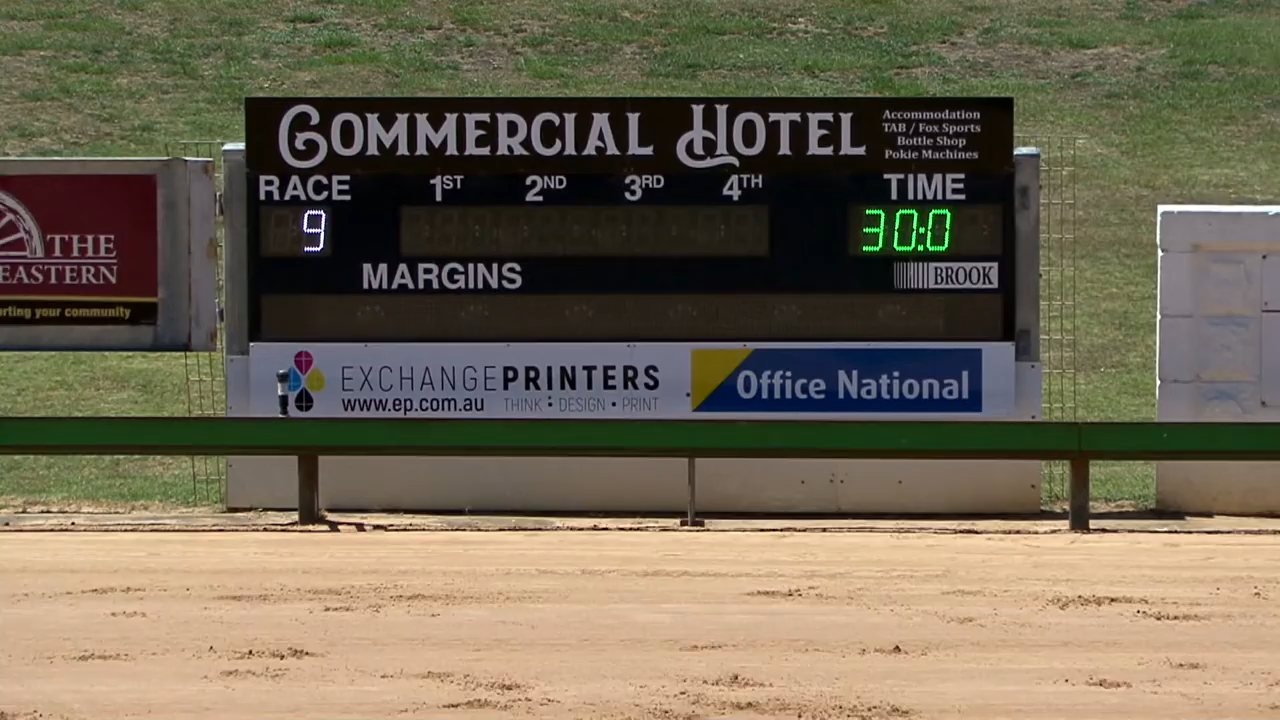 COMMERCIAL HOTEL
Accommodation
TAB / Fox Sports
Bottle Shop
Pokie Machines
RACE 1ST 2ND 3RD 4TH TIME
9 30:0
MARGINS
BROOK
THE
EASTERN
rting your community
EXCHANGEPRINTERS
www.ep.com.au THINK • DESIGN • PRINT
Office National